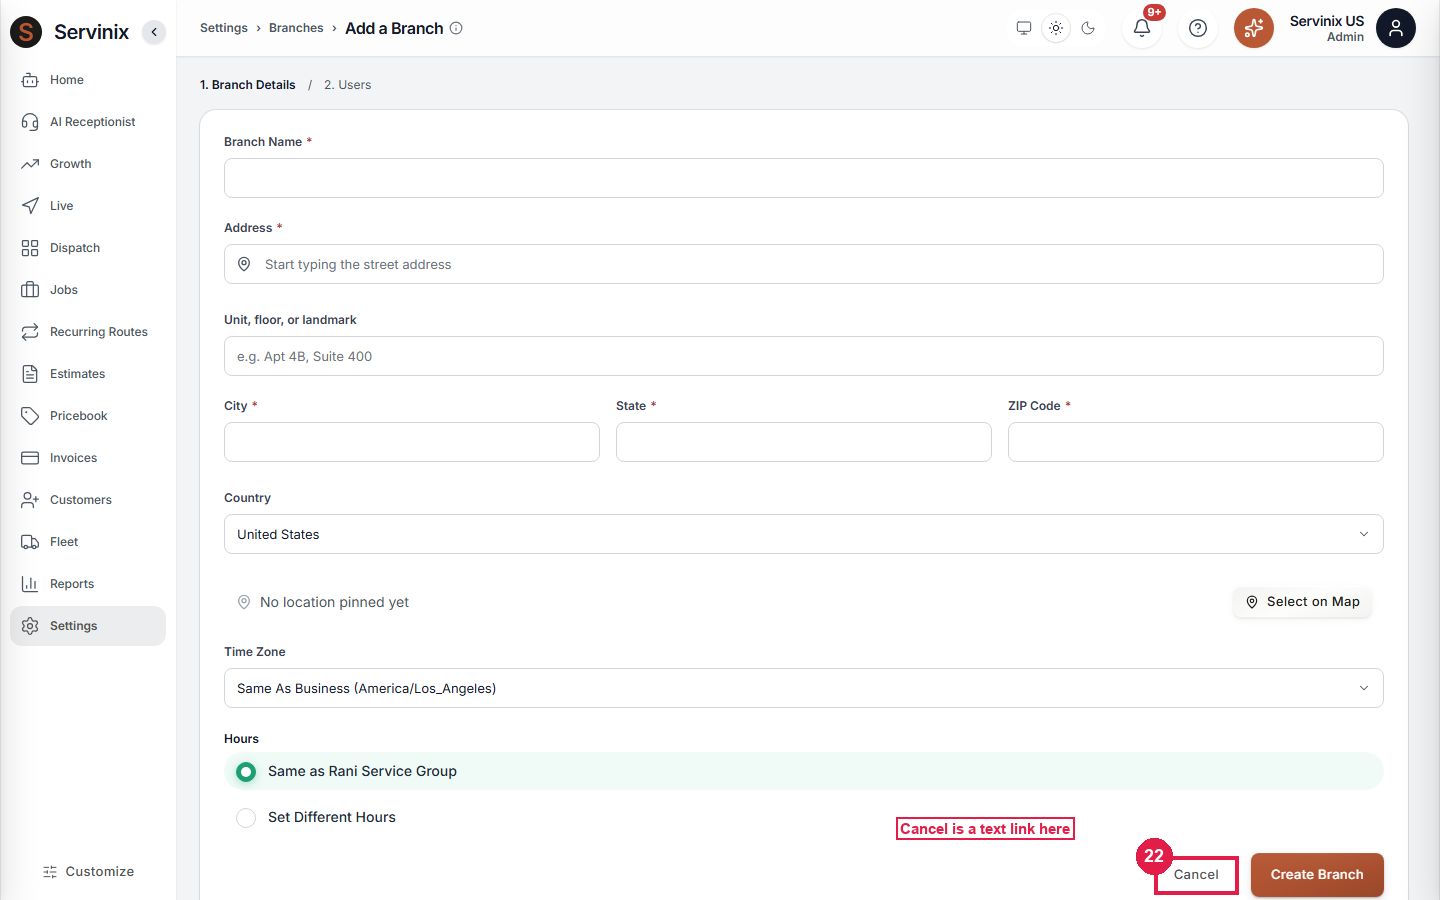 S Servinix
Settings › Branches › Add a Branch
9+
Servinix US
Admin
Home
AI Receptionist
Growth
Live
Dispatch
Jobs
Recurring Routes
Estimates
Pricebook
Invoices
Customers
Fleet
Reports
Settings
Customize
1. Branch Details / 2. Users
Branch Name *
Address *
Start typing the street address
Unit, floor, or landmark
e.g. Apt 4B, Suite 400
City * State * ZIP Code *
Country
United States
No location pinned yet Select on Map
Time Zone
Same As Business (America/Los_Angeles)
Hours
Same as Rani Service Group
Set Different Hours
Cancel is a text link here
22
Cancel Create Branch